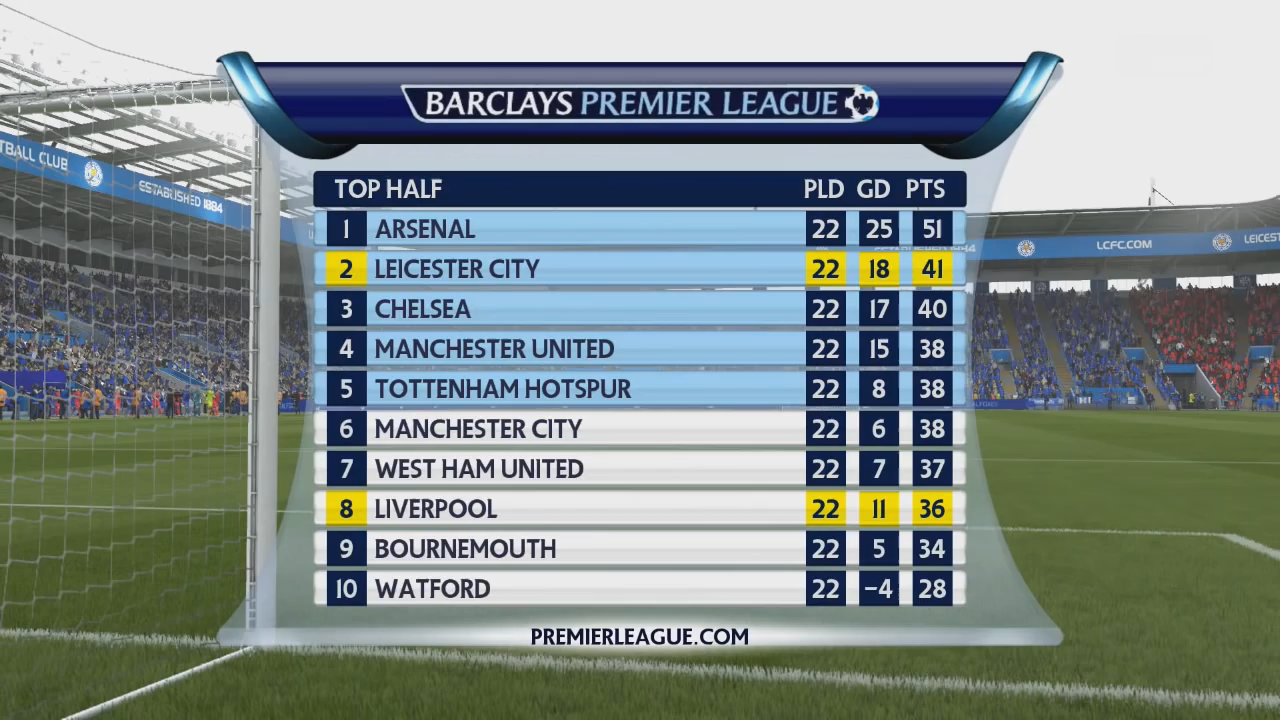 BARCLAYS PREMIER LEAGUE
TBALL CLUB
ESTABLISHED 1884
TOP HALF PLD GD PTS
1 ARSENAL 22 25 51
2 LEICESTER CITY 22 18 41
3 CHELSEA 22 17 40
4 MANCHESTER UNITED 22 15 38
5 TOTTENHAM HOTSPUR 22 8 38
6 MANCHESTER CITY 22 6 38
7 WEST HAM UNITED 22 7 37
8 LIVERPOOL 22 11 36
9 BOURNEMOUTH 22 5 34
10 WATFORD 22 −4 28
LCFC.COM
LEICEST
PREMIERLEAGUE.COM